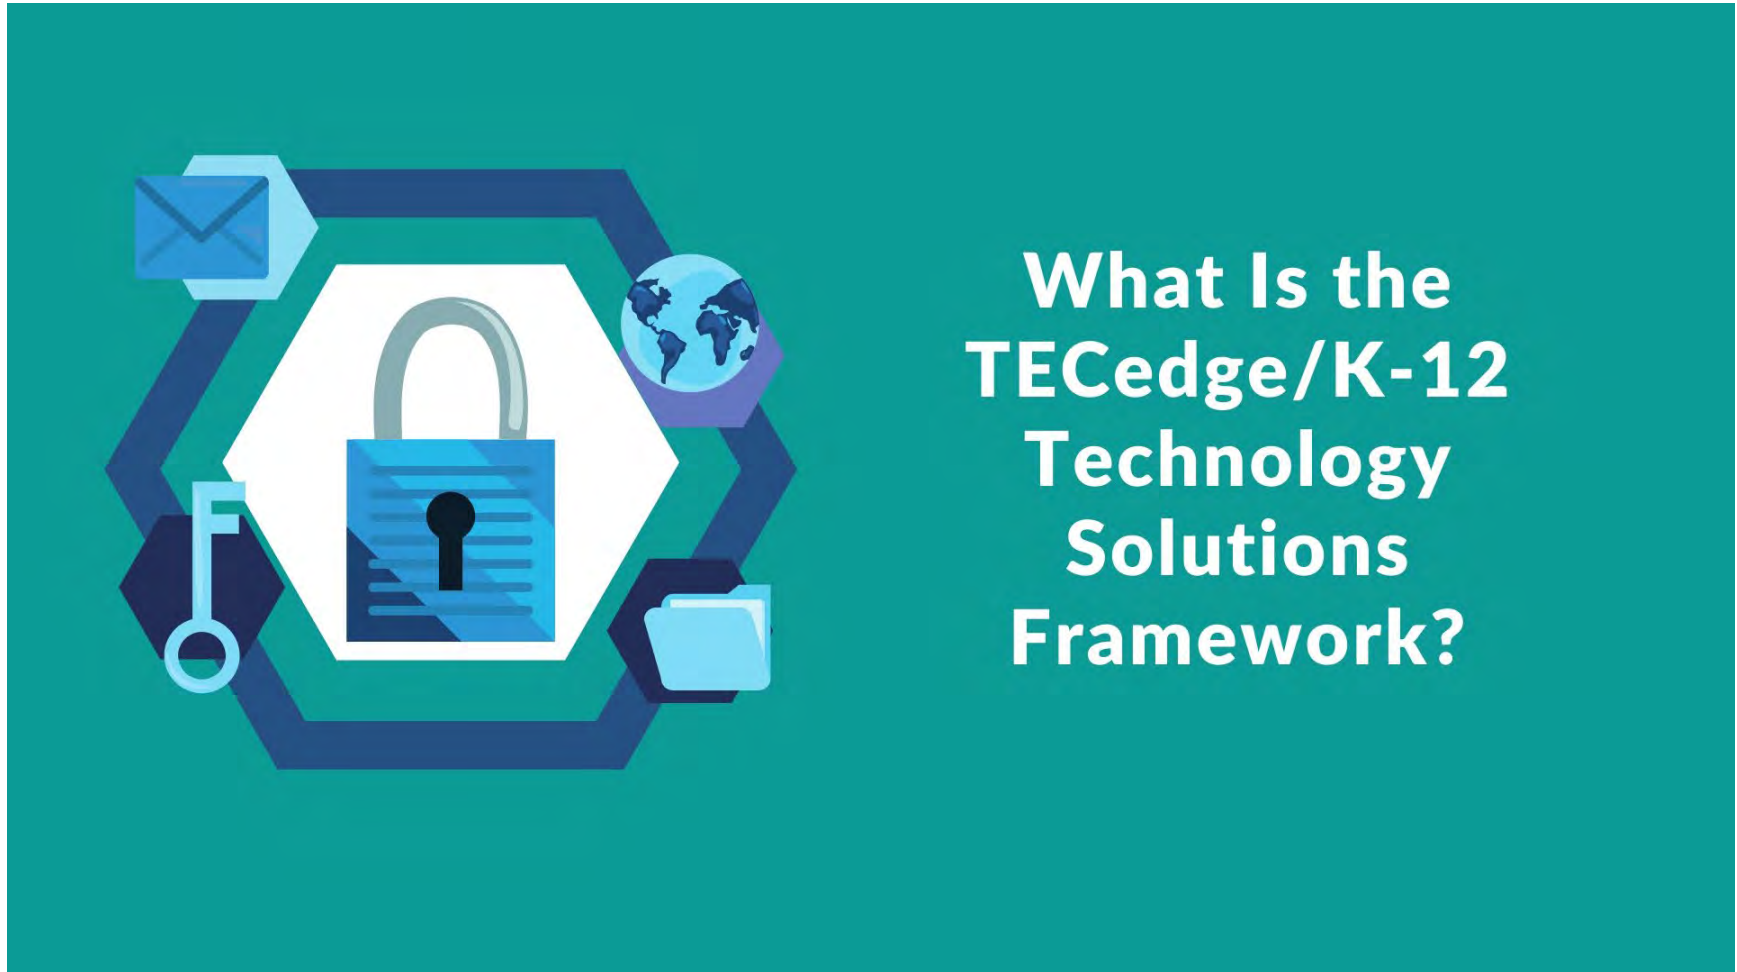 What Is the
TECedge/K-12
Technology
Solutions
Framework?